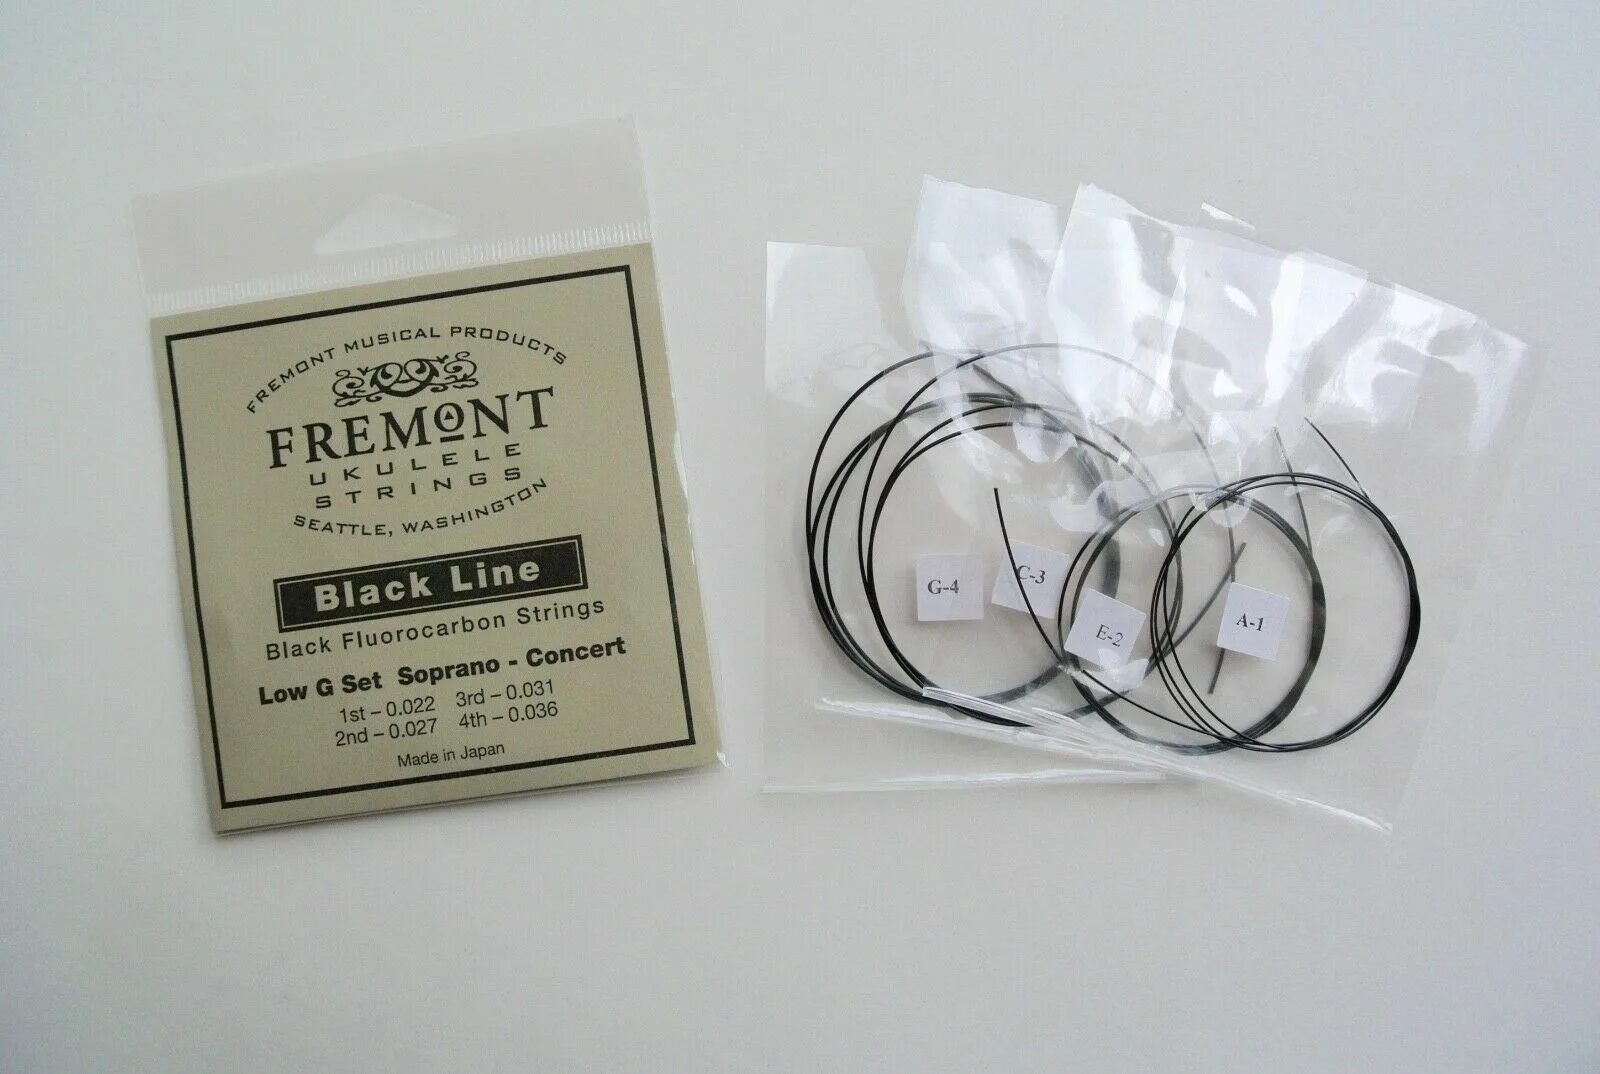 FREMONT MUSICAL PRODUCTS
FREMONT
UKULELE
STRINGS
SEATTLE, WASHINGTON
Black Line
Black Fluorocarbon Strings
Low G Set Soprano - Concert
1st – 0.022 3rd – 0.031
2nd – 0.027 4th – 0.036
Made in Japan
G-4
C-3
E-2
A-1